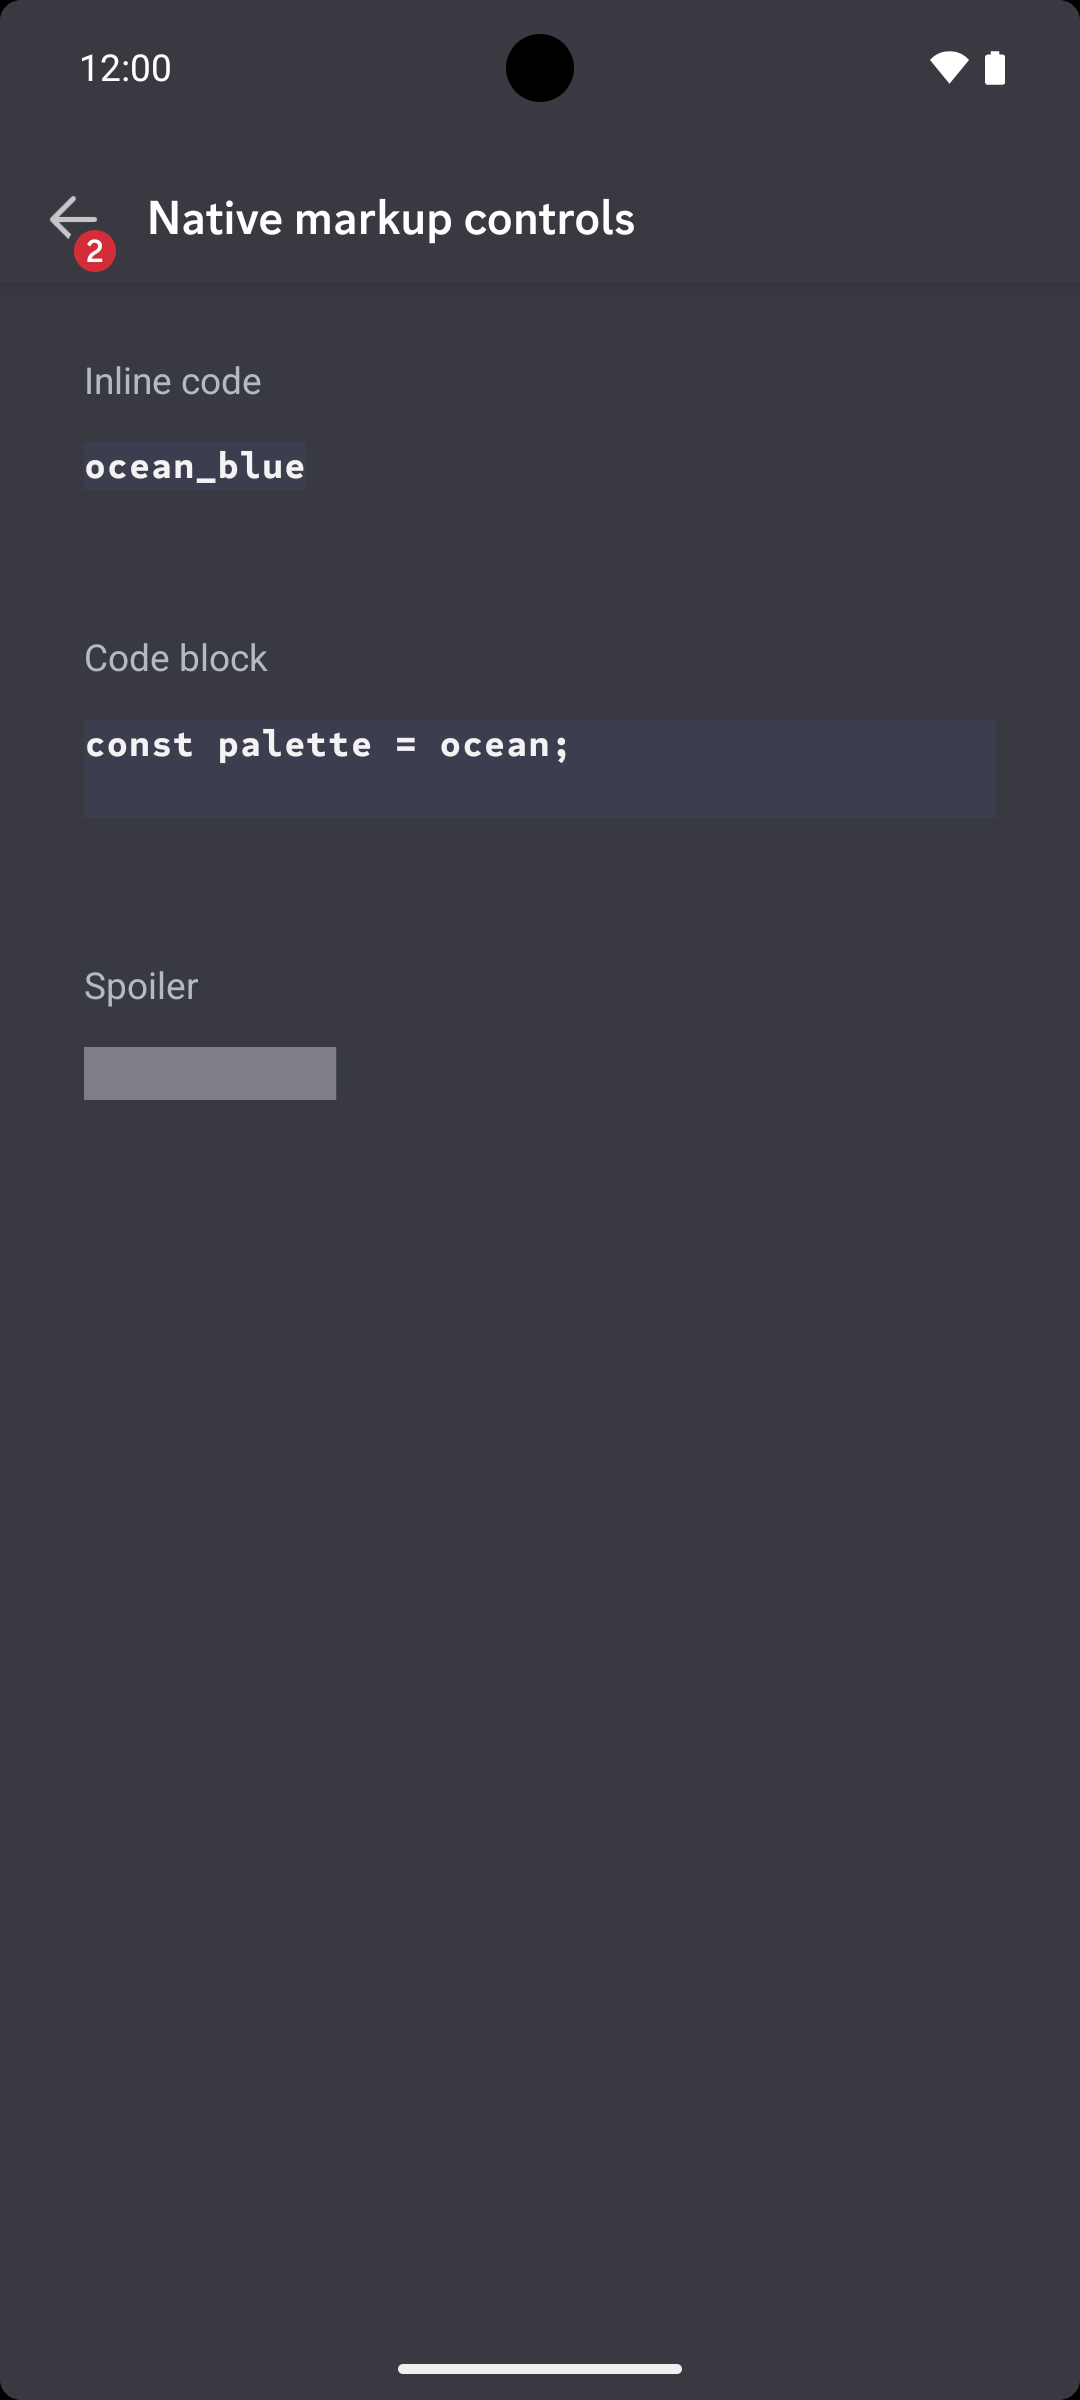 12:00
2
Native markup controls
Inline code
ocean_blue
Code block
const palette = ocean;
Spoiler